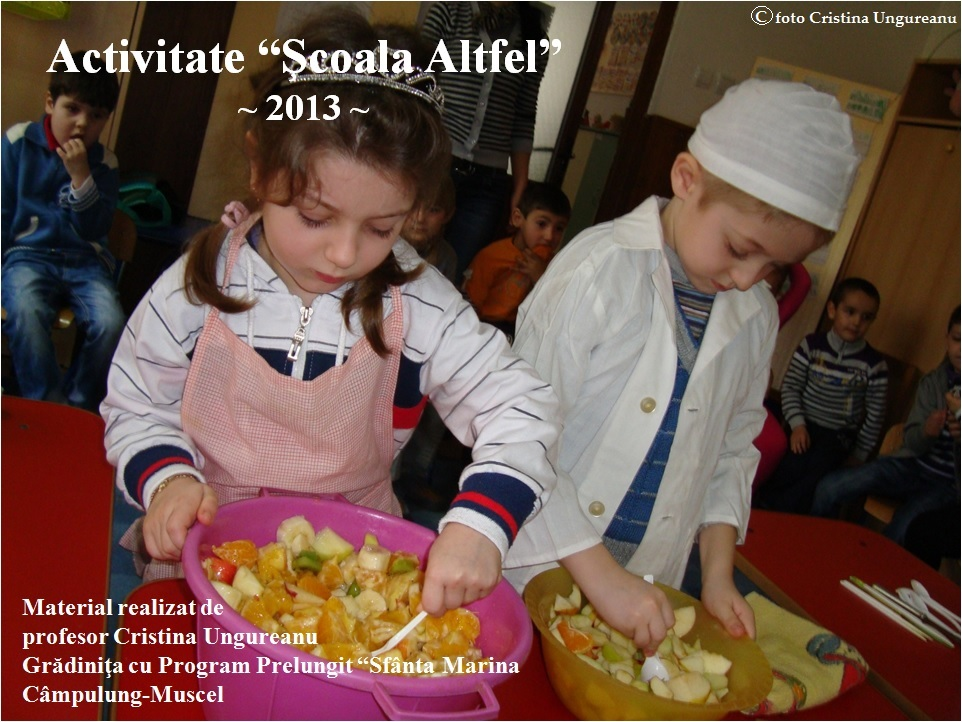 ©foto Cristina Ungureanu
Activitate “Şcoala Altfel”
~ 2013 ~
Material realizat de
profesor Cristina Ungureanu
Grădiniţa cu Program Prelungit “Sfânta Marina
Câmpulung-Muscel